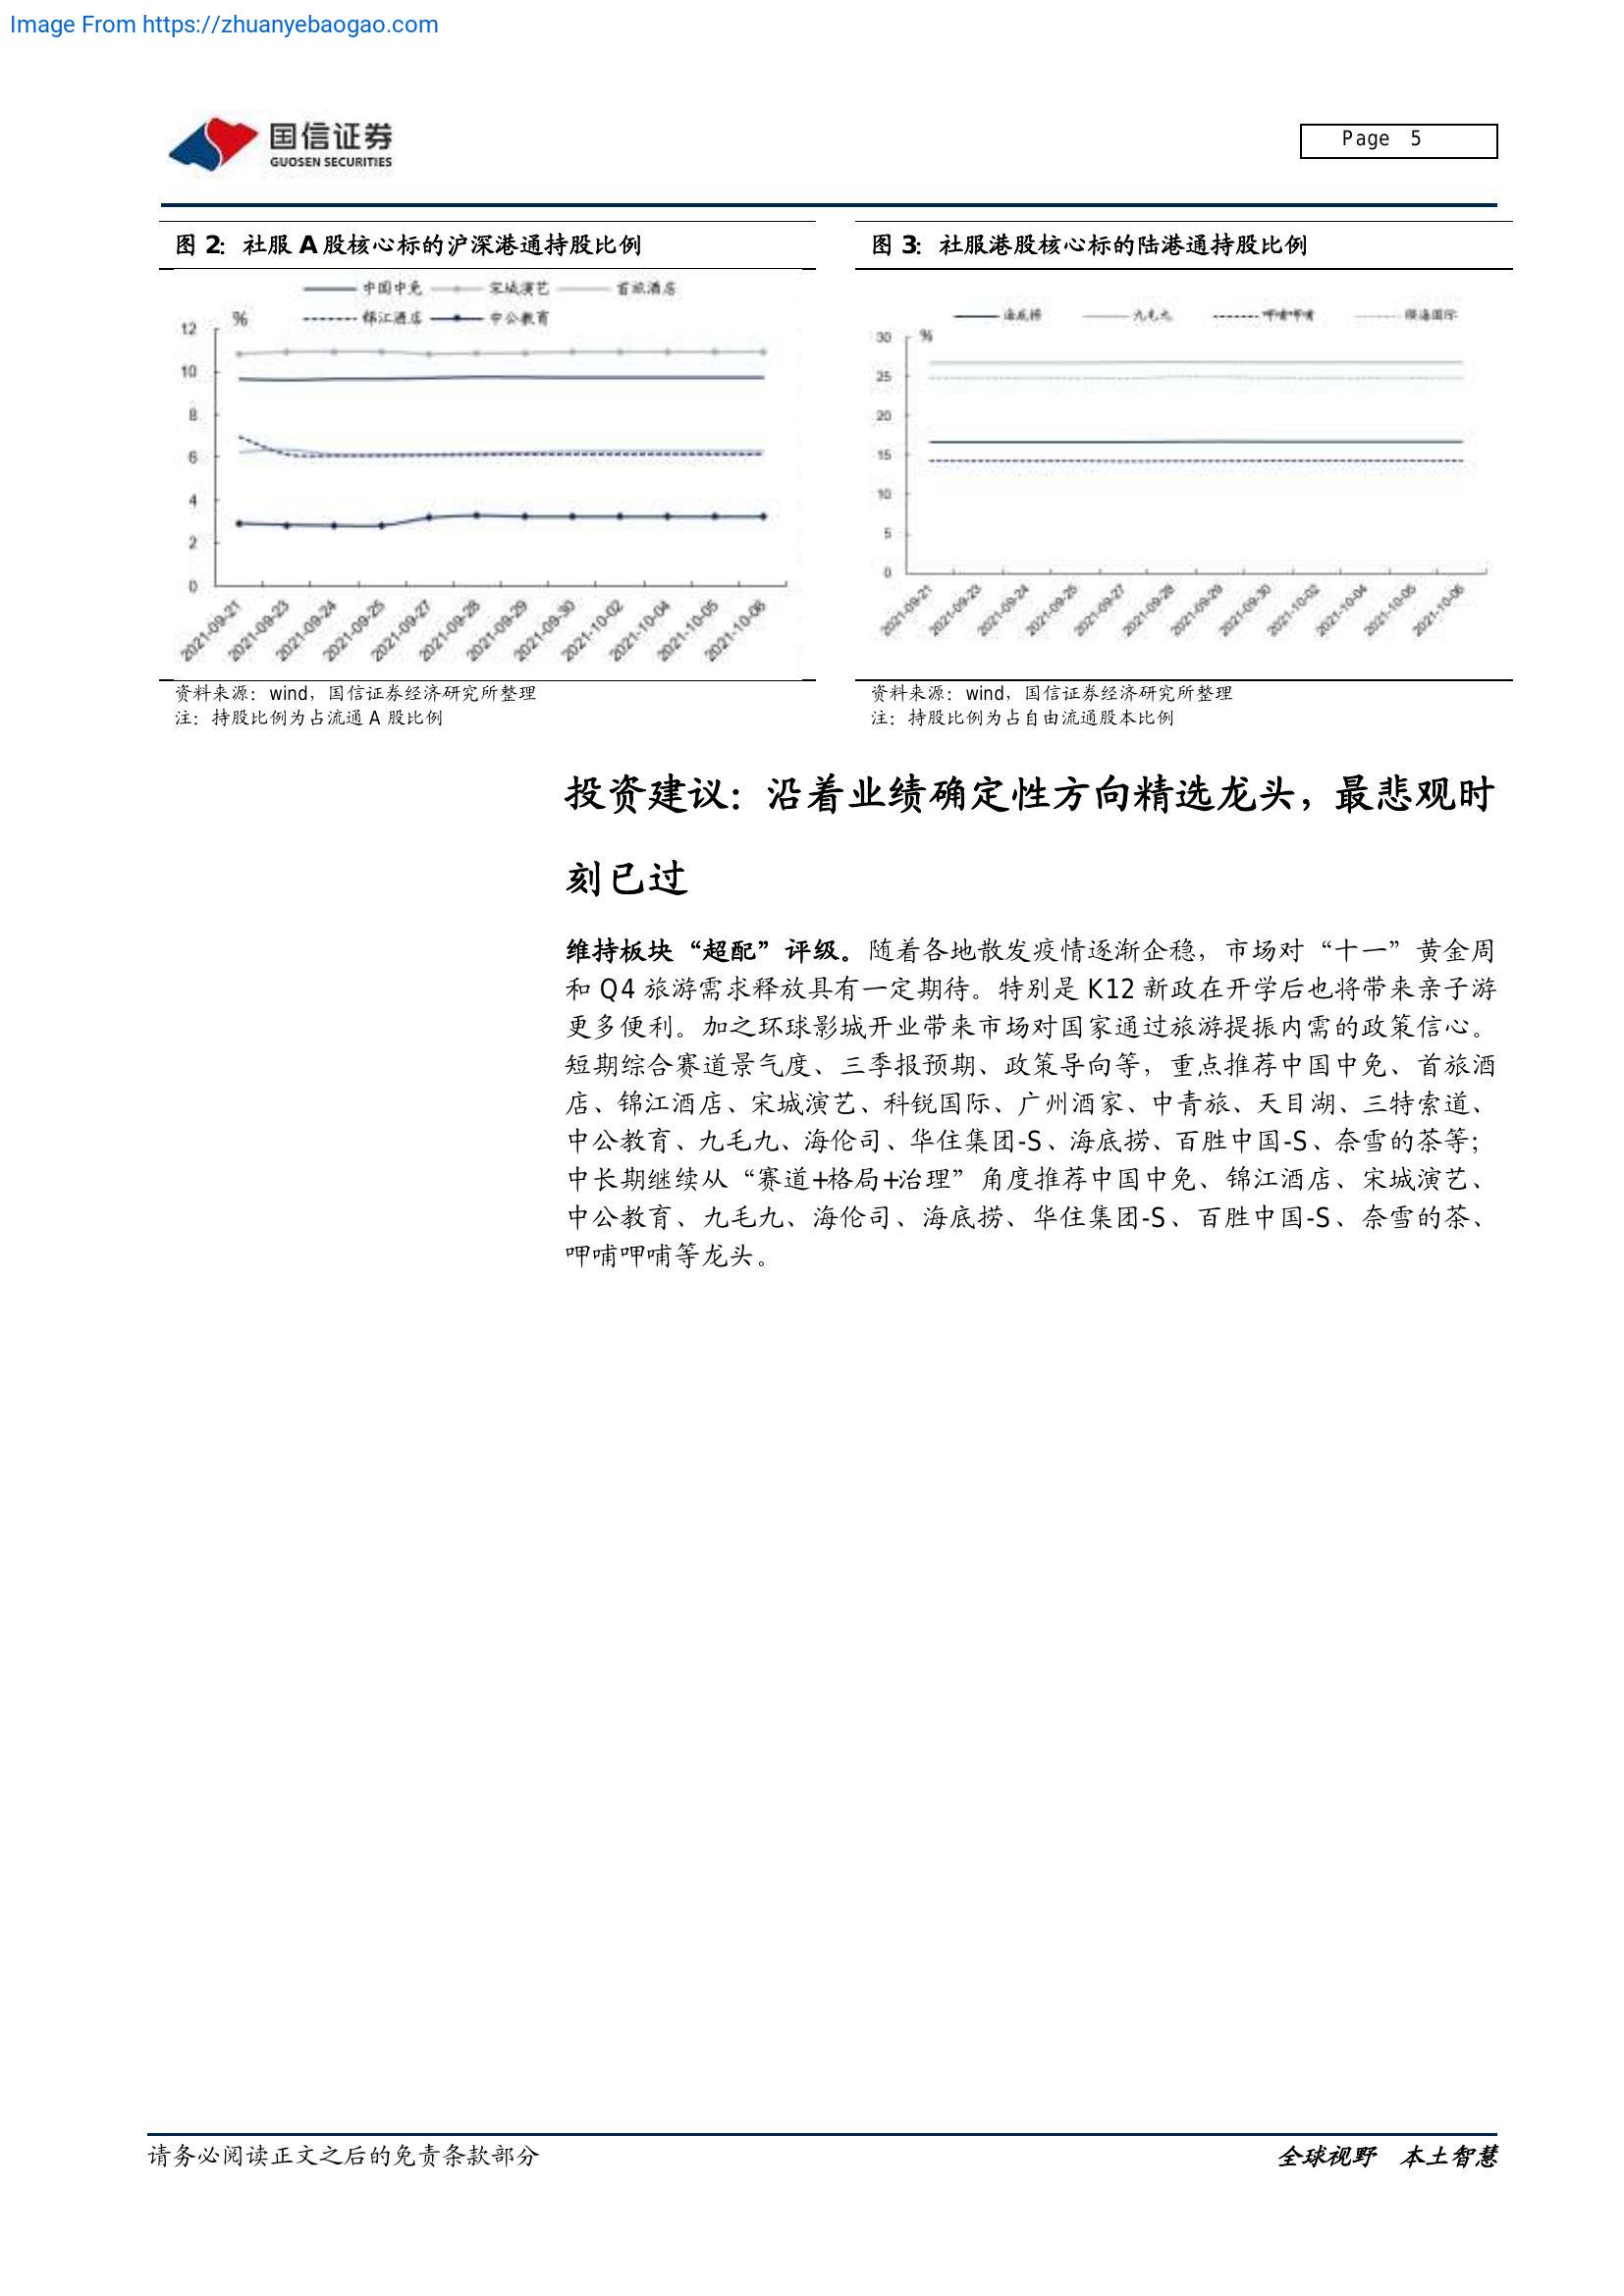 Image From https://zhuanyebaogao.com
国信证券
GUOSEN SECURITIES
Page 5
图 2: 社服 A 股核心标的沪深港通持股比例
中国中免 宋城演艺 首旅酒店
锦江酒店 中公教育
%
12
10
8
6
4
2
0
2021-09-21 2021-09-23 2021-09-24 2021-09-25 2021-09-27 2021-09-28 2021-09-29 2021-09-30 2021-10-02 2021-10-04 2021-10-05 2021-10-06
资料来源：wind，国信证券经济研究所整理
注：持股比例为占流通 A 股比例
图 3: 社服港股核心标的陆港通持股比例
海底捞 九毛九 呷哺呷哺
%
30
25
20
15
10
5
0
2021-09-21 2021-09-23 2021-09-24 2021-09-25 2021-09-27 2021-09-28 2021-09-29 2021-09-30 2021-10-02 2021-10-04 2021-10-05 2021-10-06
资料来源：wind，国信证券经济研究所整理
注：持股比例为占自由流通股本比例
投资建议：沿着业绩确定性方向精选龙头，最悲观时
刻已过
维持板块“超配”评级。随着各地散发疫情逐渐企稳，市场对“十一”黄金周
和 Q4 旅游需求释放具有一定期待。特别是 K12 新政在开学后也将带来亲子游
更多便利。加之环球影城开业带来市场对国家通过旅游提振内需的政策信心。
短期综合赛道景气度、三季报预期、政策导向等，重点推荐中国中免、首旅酒
店、锦江酒店、宋城演艺、科锐国际、广州酒家、中青旅、天目湖、三特索道、
中公教育、九毛九、海伦司、华住集团-S、海底捞、百胜中国-S、奈雪的茶等；
中长期继续从“赛道+格局+治理”角度推荐中国中免、锦江酒店、宋城演艺、
中公教育、九毛九、海伦司、海底捞、华住集团-S、百胜中国-S、奈雪的茶、
呷哺呷哺等龙头。
请务必阅读正文之后的免责条款部分
全球视野 本土智慧